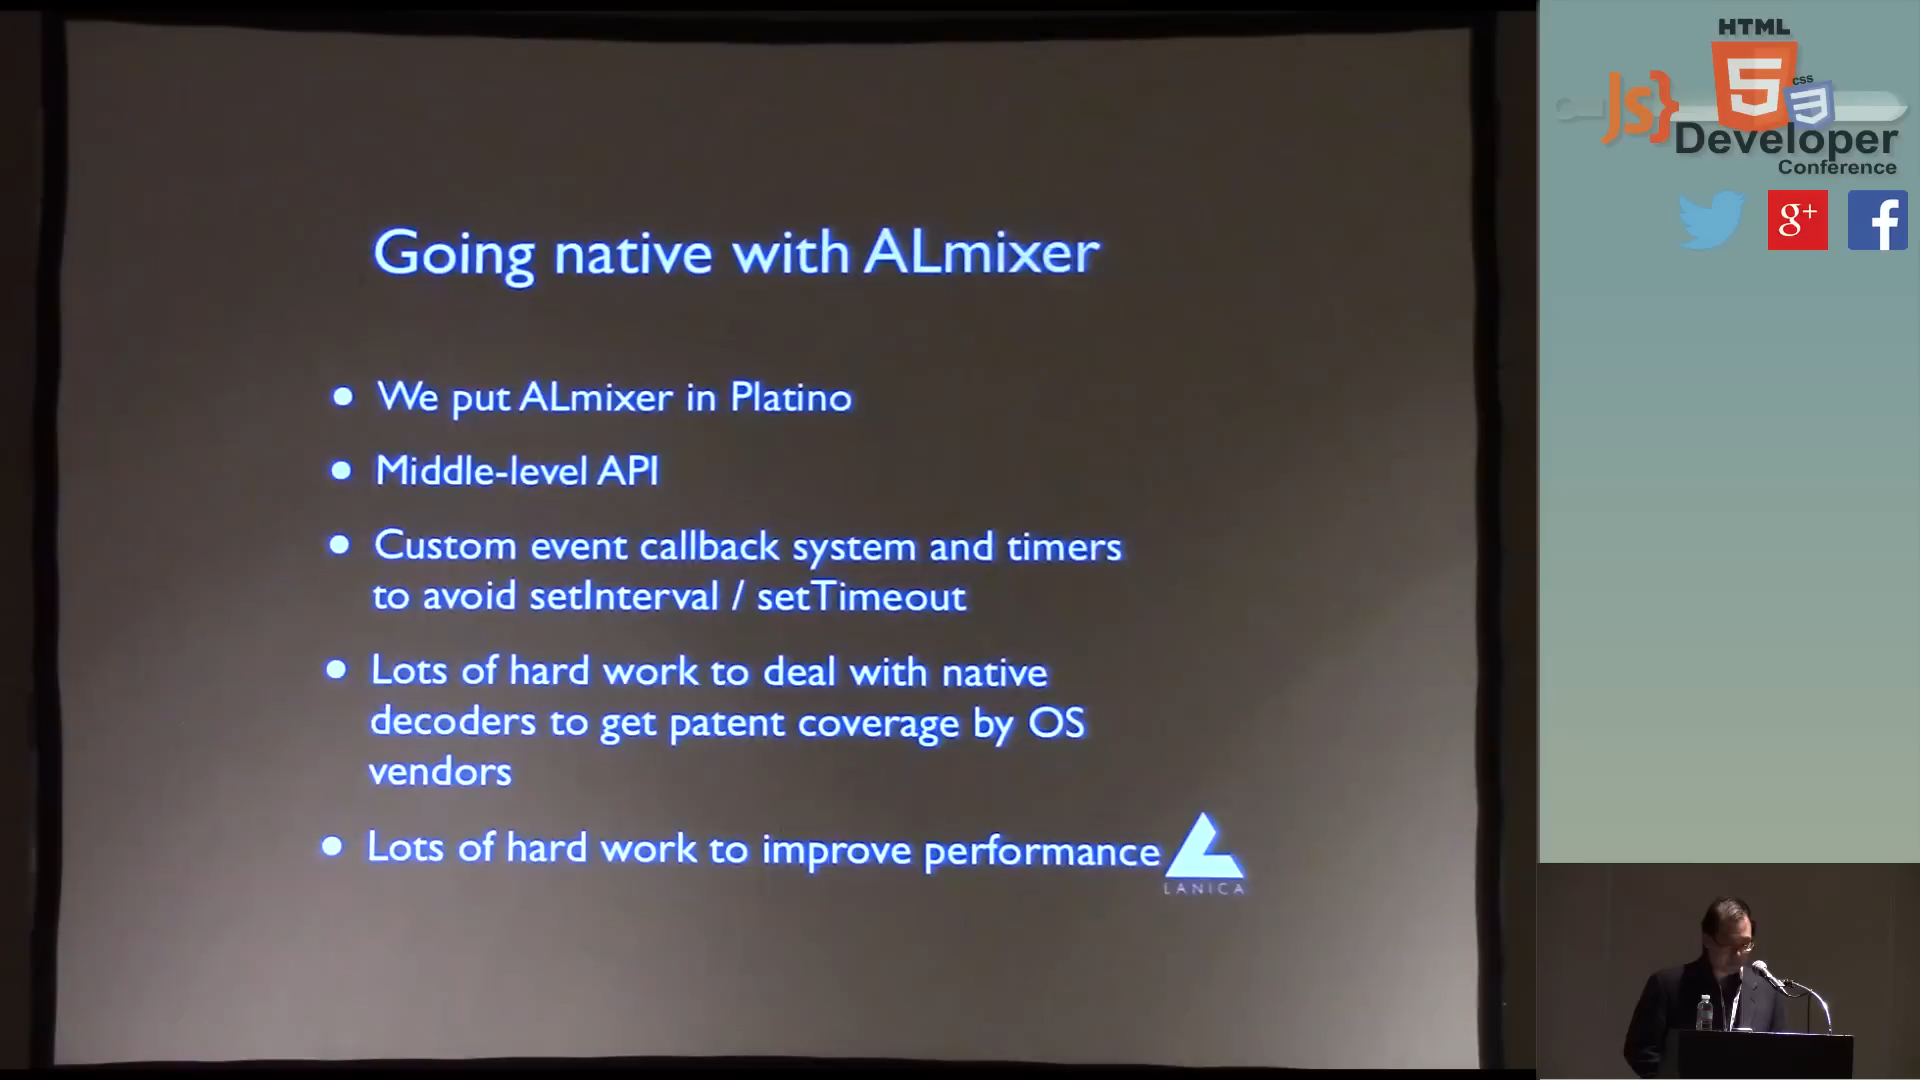 Going native with ALmixer
• We put ALmixer in Platino
• Middle-level API
• Custom event callback system and timers
to avoid setInterval / setTimeout
• Lots of hard work to deal with native
decoders to get patent coverage by OS
vendors
• Lots of hard work to improve performance
LANICA
HTML
5
JS}
css
3
Developer
Conference
g+
f